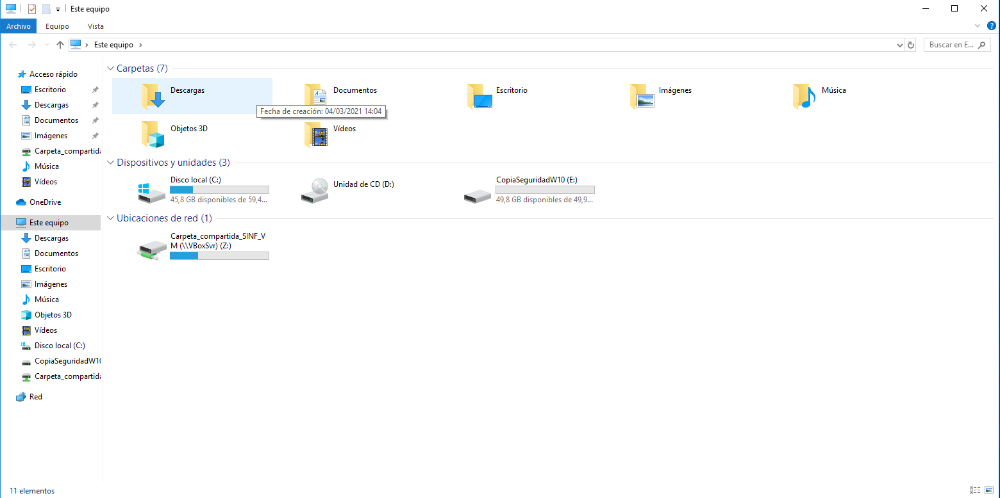 Este equipo
Archivo
Equipo
Vista
Este equipo
Buscar en E...
Acceso rápido
Escritorio
Descargas
Documentos
Imágenes
Carpeta_compartida
Música
Vídeos
OneDrive
Este equipo
Descargas
Documentos
Escritorio
Imágenes
Música
Objetos 3D
Vídeos
Disco local (C:)
CopiaSeguridadW10
Carpeta_compartida
Red
Carpetas (7)
Descargas
Documentos
Escritorio
Imágenes
Música
Fecha de creación: 04/03/2021 14:04
Objetos 3D
Vídeos
Dispositivos y unidades (3)
Disco local (C:)
45,8 GB disponibles de 59,4...
Unidad de CD (D:)
CopiaSeguridadW10 (E:)
49,8 GB disponibles de 49,9...
Ubicaciones de red (1)
Carpeta_compartida_SINF_V
M (\\VBoxSvr) (Z:)
11 elementos